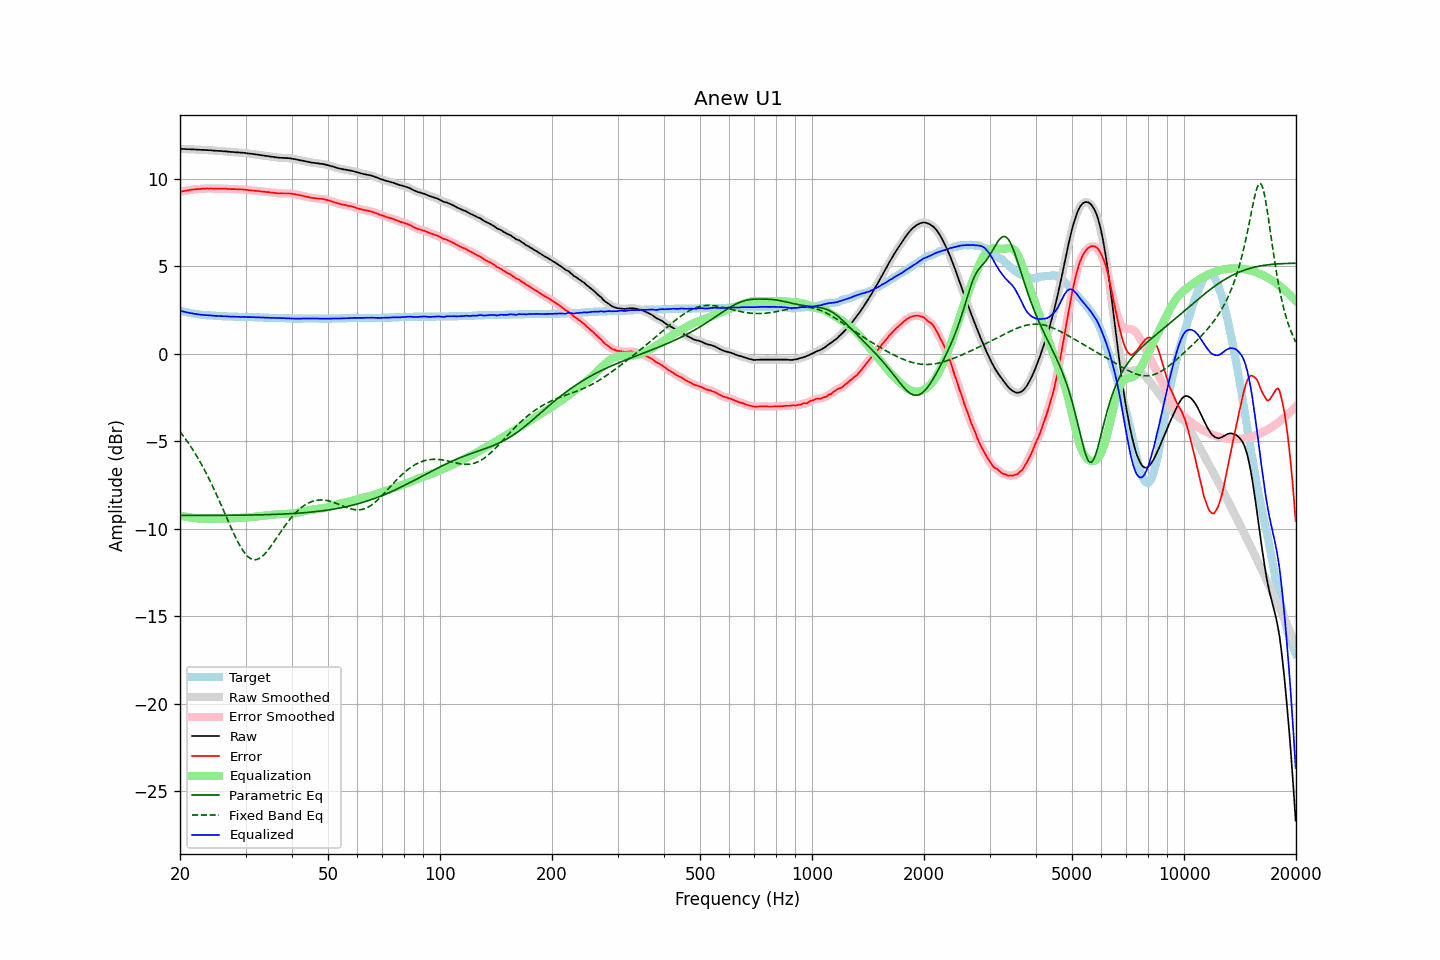 Anew U1
Amplitude (dBr)
10
5
0
−5
−10
−15
−20
−25
Target
Raw Smoothed
Error Smoothed
Raw
Error
Equalization
Parametric Eq
Fixed Band Eq
Equalized
20 50 100 200 500 1000 2000 5000 10000 20000
Frequency (Hz)